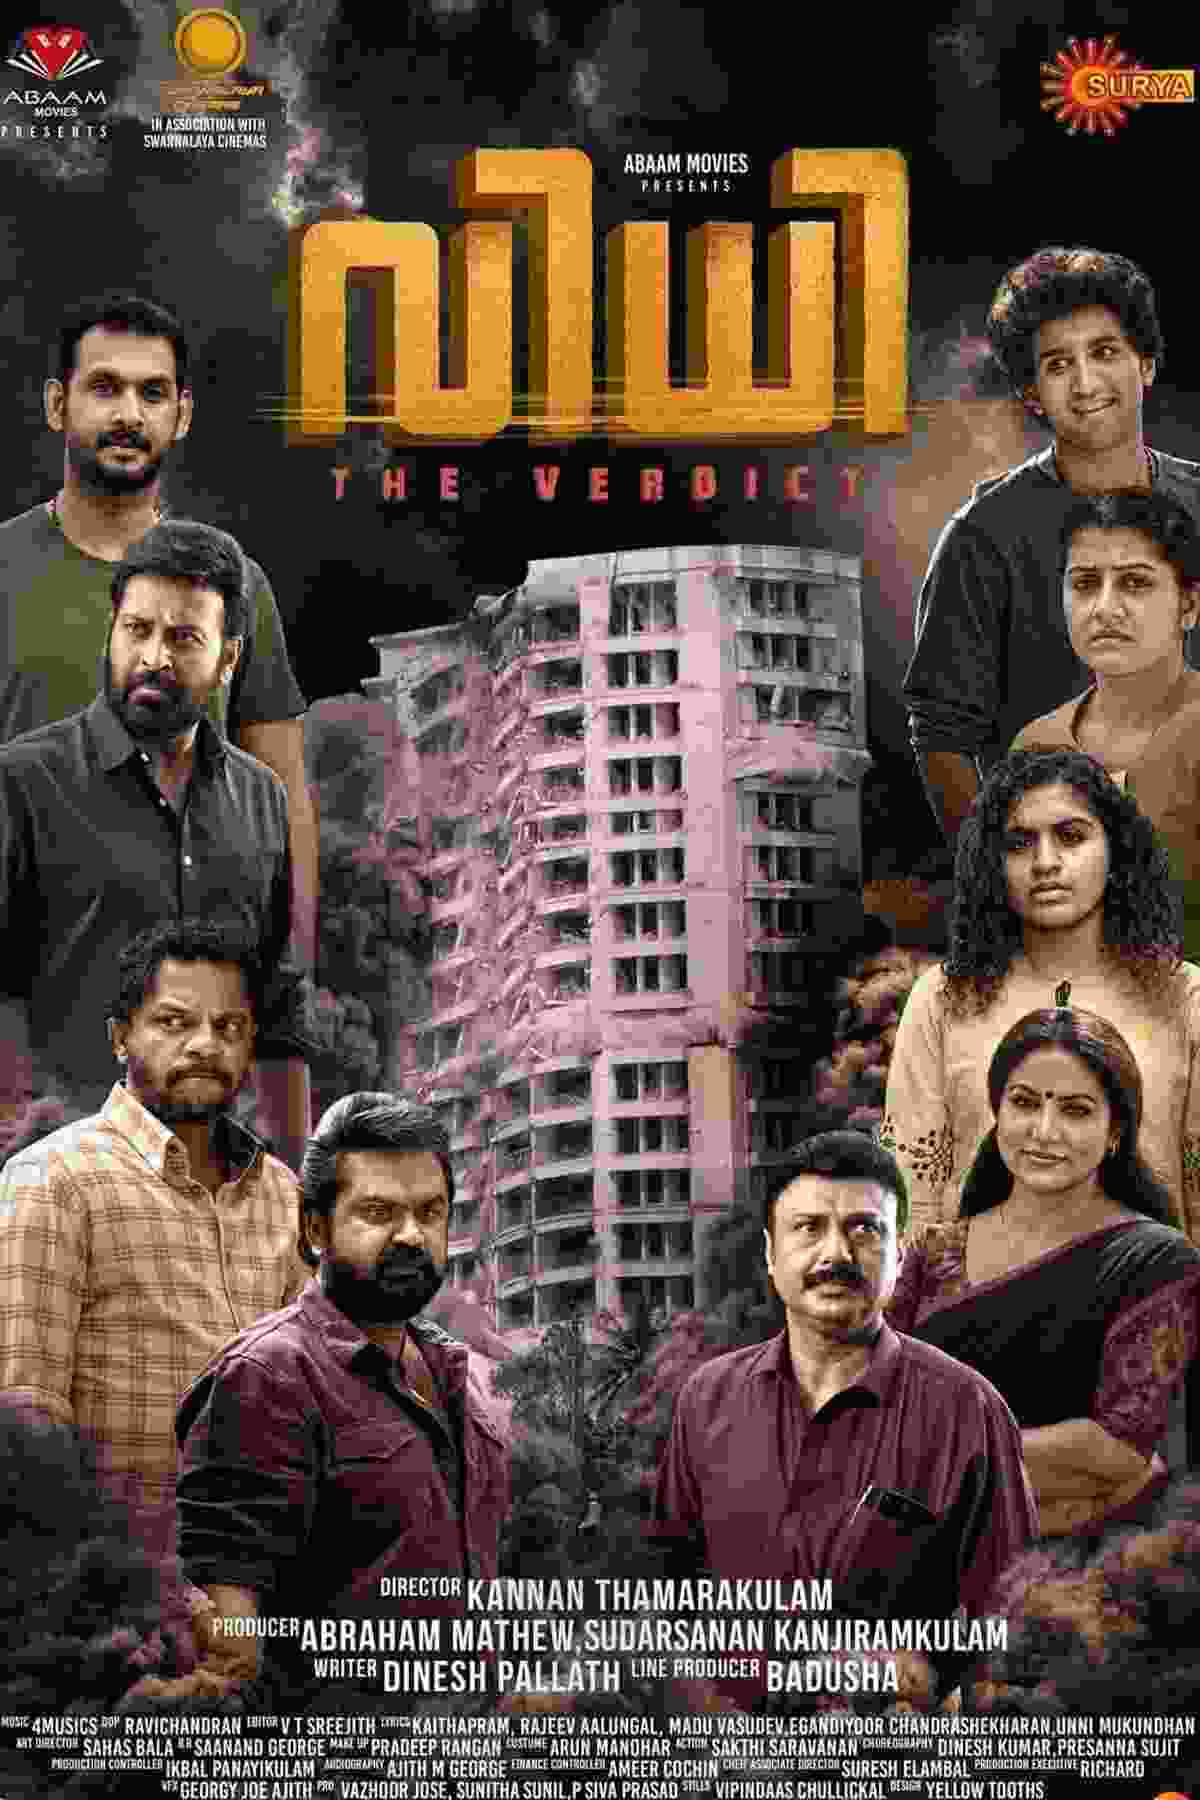 ABAAM
MOVIES
PRESENTS
IN ASSOCIATION WITH
SWARNALAYA CINEMAS
SURYA
ABAAM MOVIES
PRESENTS
വിധി
THE VERDICT
DIRECTOR KANNAN THAMARAKULAM
PRODUCER ABRAHAM MATHEW,SUDARSANAN KANJIRAMKULAM
WRITER DINESH PALLATH LINE PRODUCER BADUSHA
MUSIC 4MUSICS DOP RAVICHANDRAN EDITOR V T SREEJITH LYRICS KAITHAPRAM, RAJEEV AALUNGAL, MADU VASUDEV,EGANDIYOOR CHANDRASHEKHARAN,UNNI MUKUNDHAN
ART DIRECTOR SAHAS BALA B.R SAANAND GEORGE MAKE UP PRADEEP RANGAN COSTUME ARUN MANOHAR ACTION SAKTHI SARAVANAN CHOREOGRAPHY DINESH KUMAR,PRESANNA SUJIT
PRODUCTION CONTROLLER IKBAL PANAYIKULAM AUDIOGRAPHY AJITH M GEORGE FINANCE CONTROLLER AMEER COCHIN CHIEF ASSOCIATE DIRECTOR SURESH ELAMBAL PRODUCTION EXECUTIVE RICHARD
VFX GEORGY JOE AJITH PRO VAZHOOR JOSE, SUNITHA SUNIL,P SIVA PRASAD STILLS VIPINDAAS CHULLICKAL DESIGN YELLOW TOOTHS